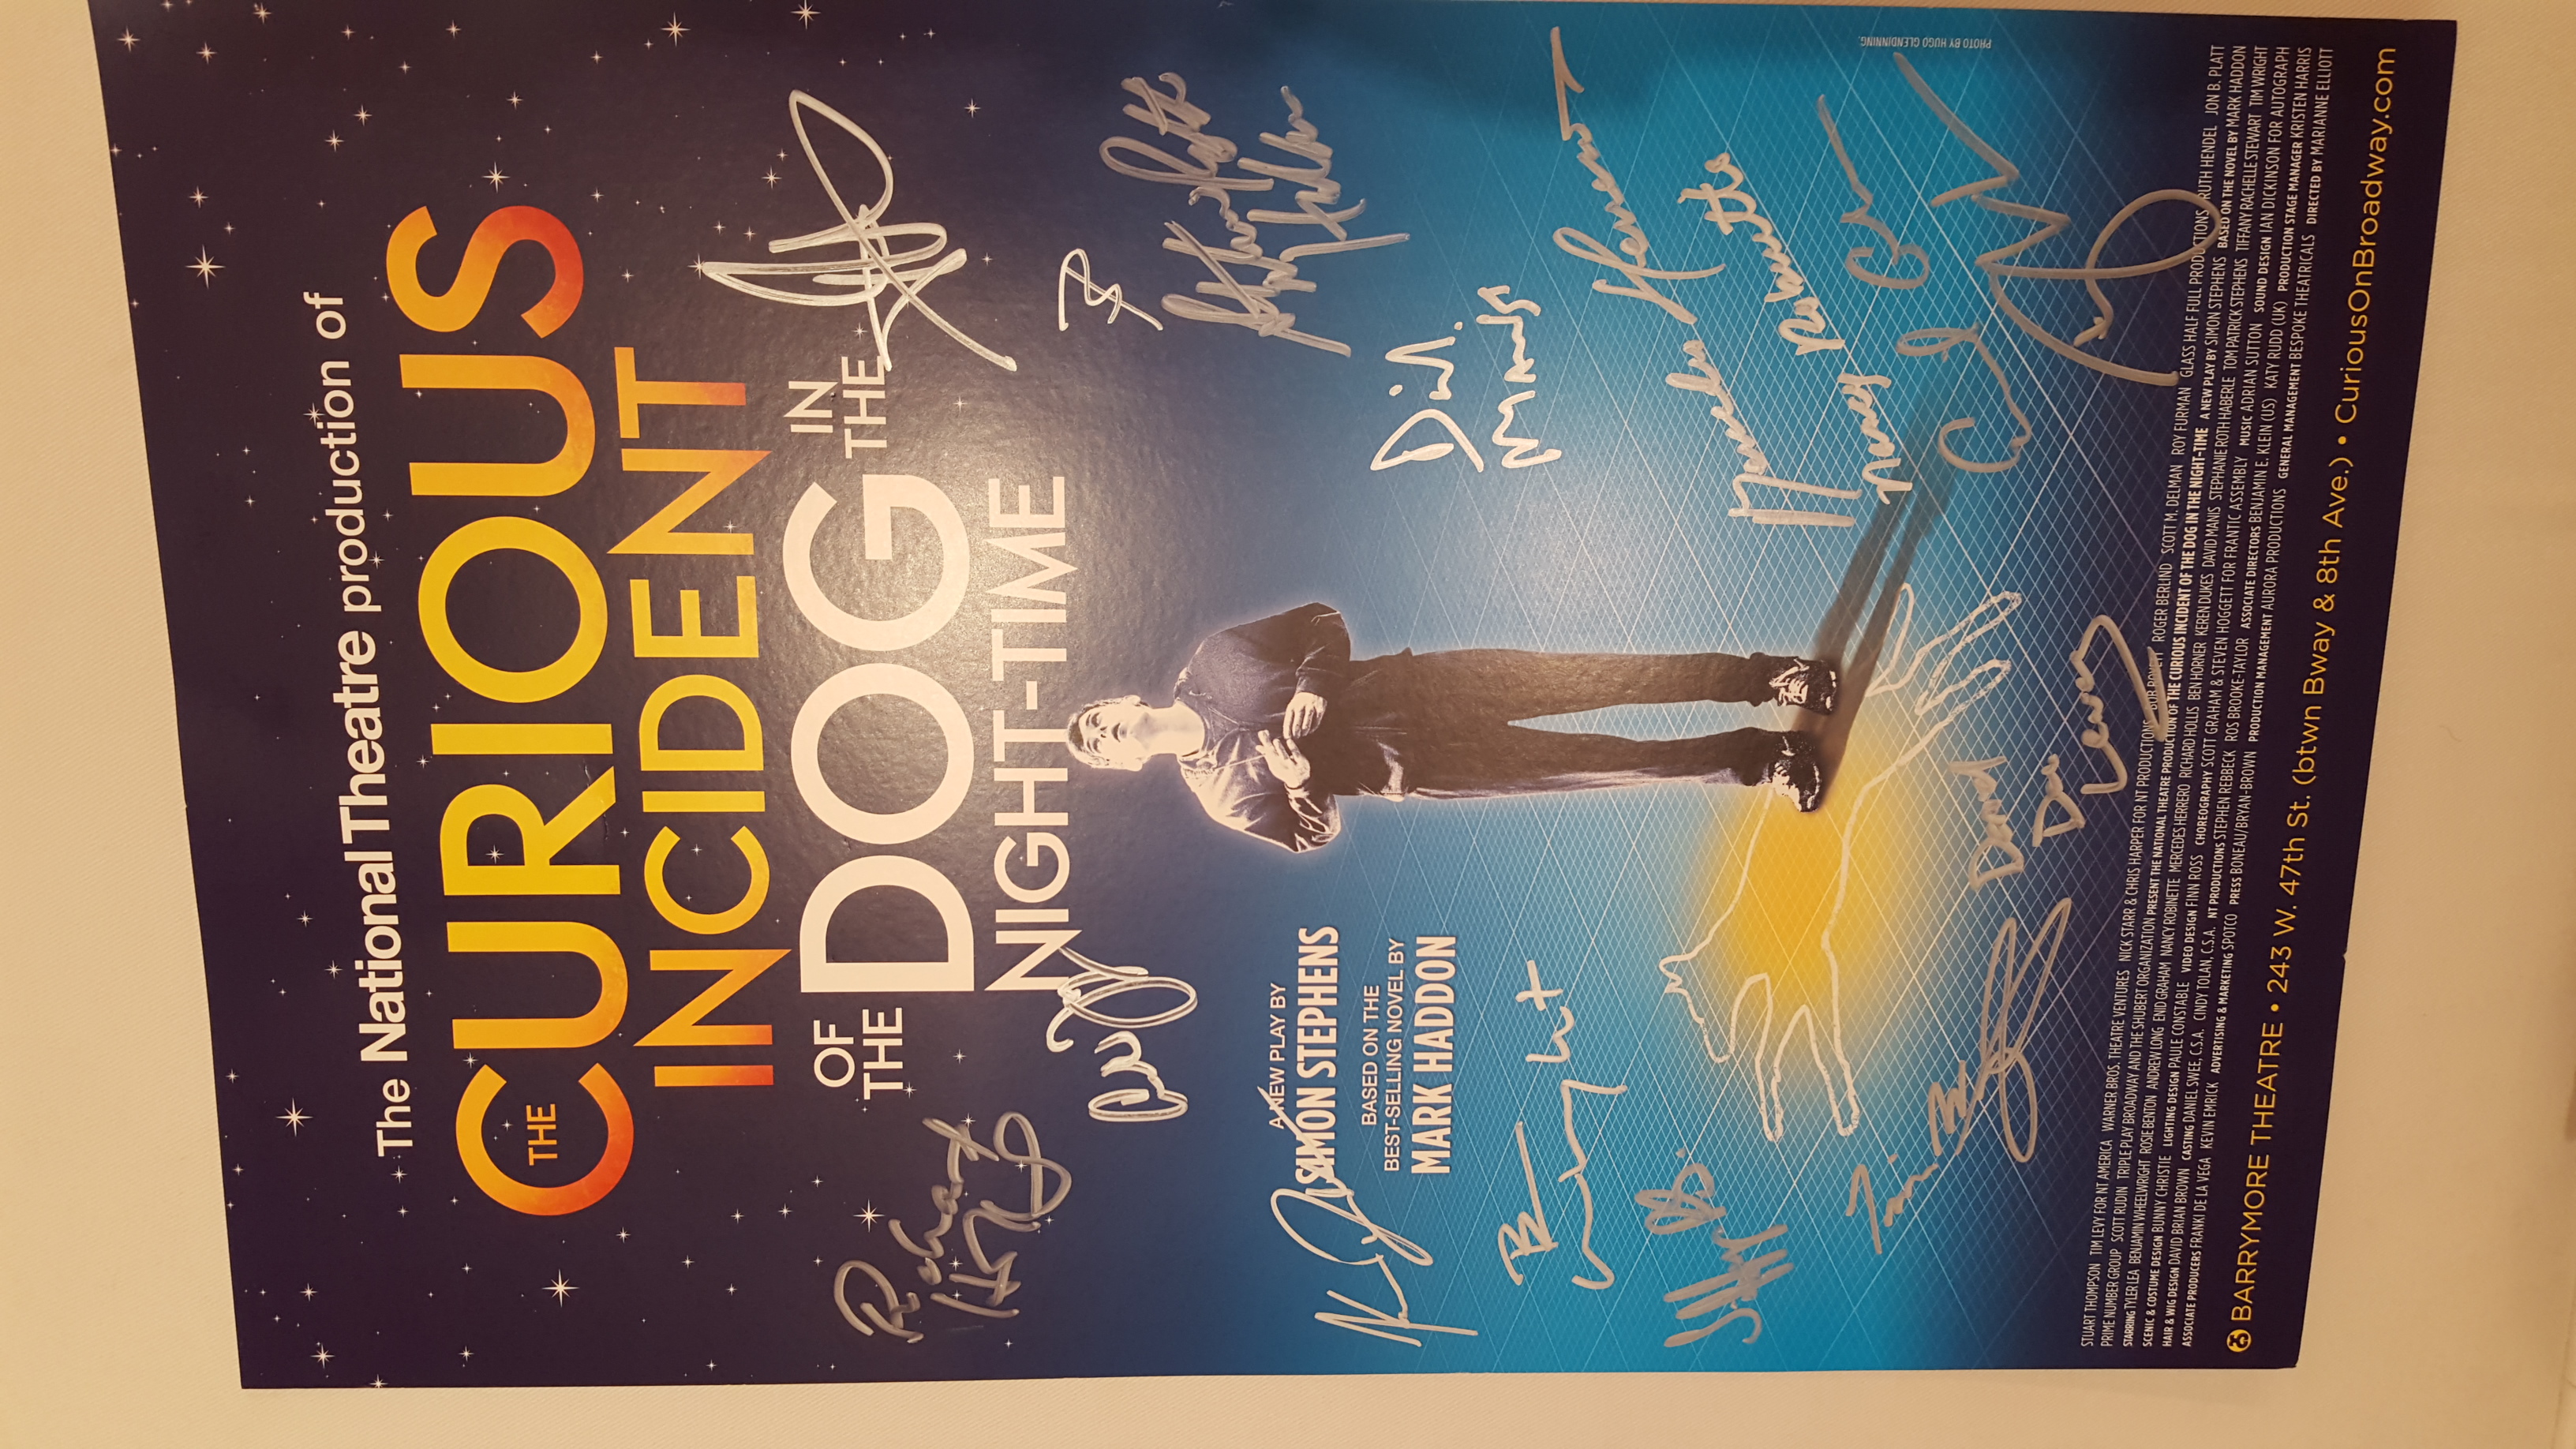 The National Theatre production of
THE CURIOUS
INCIDENT
OF THE DOG IN THE
NIGHT-TIME
A NEW PLAY BY
SIMON STEPHENS
BASED ON THE
BEST-SELLING NOVEL BY
MARK HADDON
David
Manis
Nancy Robinette
PHOTO BY HUGO GLENDINNING.
STUART THOMPSON TIM LEVY FOR NT AMERICA WARNER BROS. THEATRE VENTURES NICK STARR & CHRIS HARPER FOR NT PRODUCTIONS ROGER BERLIND SCOTT M. DELMAN ROY FURMAN GLASS HALF FULL PRODUCTIONS RUTH HENDEL JON B. PLATT
PRIME NUMBER GROUP SCOTT RUDIN TRIPLE PLAY BROADWAY AND THE SHUBERT ORGANIZATION PRESENT THE NATIONAL THEATRE PRODUCTION OF THE CURIOUS INCIDENT OF THE DOG IN THE NIGHT-TIME A NEW PLAY BY SIMON STEPHENS BASED ON THE NOVEL BY MARK HADDON
STARRING TYLER LEA BENJAMIN WHEELWRIGHT ROSIE BENTON ANDREW LONG ENID GRAHAM NANCY ROBINETTE MERCEDES HERRERO RICHARD HOLLIS BEN HORNER KEREN DUKES DAVID MANIS STEPHANIE ROTH HABERLE TOM PATRICK STEPHENS TIFFANY RACHELLE STEWART TIM WRIGHT
SCENIC & COSTUME DESIGN BUNNY CHRISTIE LIGHTING DESIGN PAULE CONSTABLE VIDEO DESIGN FINN ROSS CHOREOGRAPHY SCOTT GRAHAM & STEVEN HOGGETT FOR FRANTIC ASSEMBLY MUSIC ADRIAN SUTTON SOUND DESIGN IAN DICKINSON FOR AUTOGRAPH
HAIR & WIG DESIGN DAVID BRIAN BROWN CASTING DANIEL SWEE, C.S.A. CINDY TOLAN, C.S.A. NT PRODUCTIONS STEPHEN REBBECK ROS BROOKE-TAYLOR ASSOCIATE DIRECTORS BENJAMIN E. KLEIN (US) KATY RUDD (UK) PRODUCTION STAGE MANAGER KRISTEN HARRIS
ASSOCIATE PRODUCERS FRANKI DE LA VEGA KEVIN EMRICK ADVERTISING & MARKETING SPOTCO PRESS BONEAU/BRYAN-BROWN PRODUCTION MANAGEMENT AURORA PRODUCTIONS GENERAL MANAGEMENT BESPOKE THEATRICALS DIRECTED BY MARIANNE ELLIOTT
BARRYMORE THEATRE • 243 W. 47th St. (btwn Bway & 8th Ave.) • CuriousOnBroadway.com